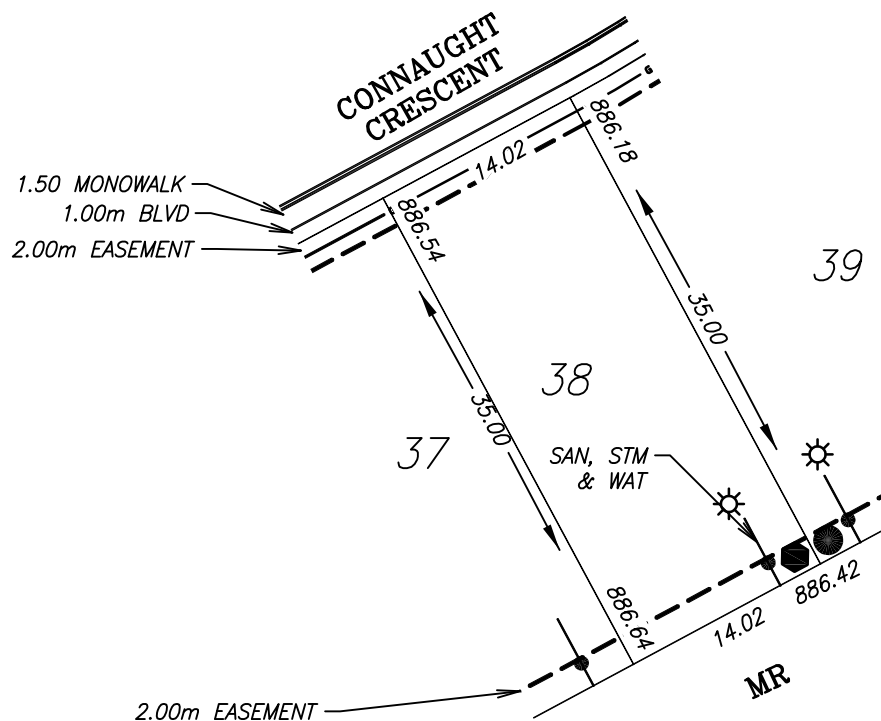 CONNAUGHT
CRESCENT
G
886.18
14.02
1.50 MONOWALK
1.00m BLVD
2.00m EASEMENT
886.54
39
35.00
38
35.00
37
SAN, STM
& WAT
886.64
886.42
14.02
MR
2.00m EASEMENT